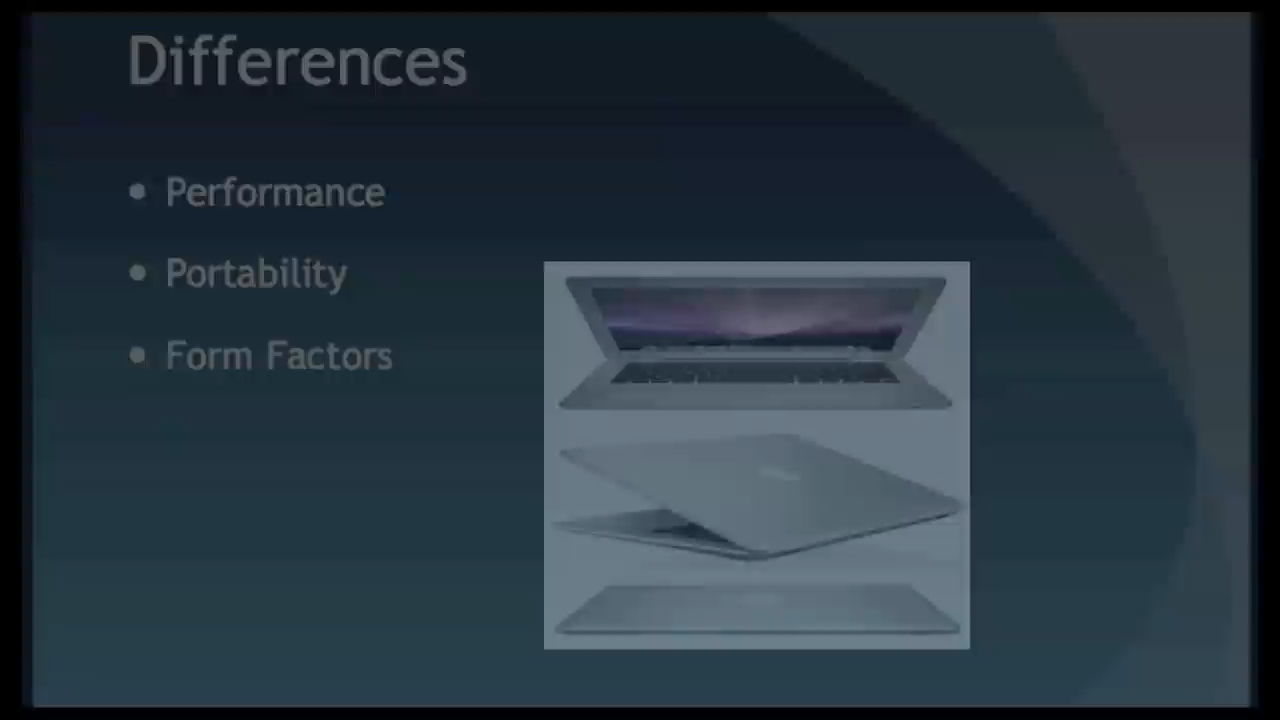 Differences
• Performance
• Portability
• Form Factors